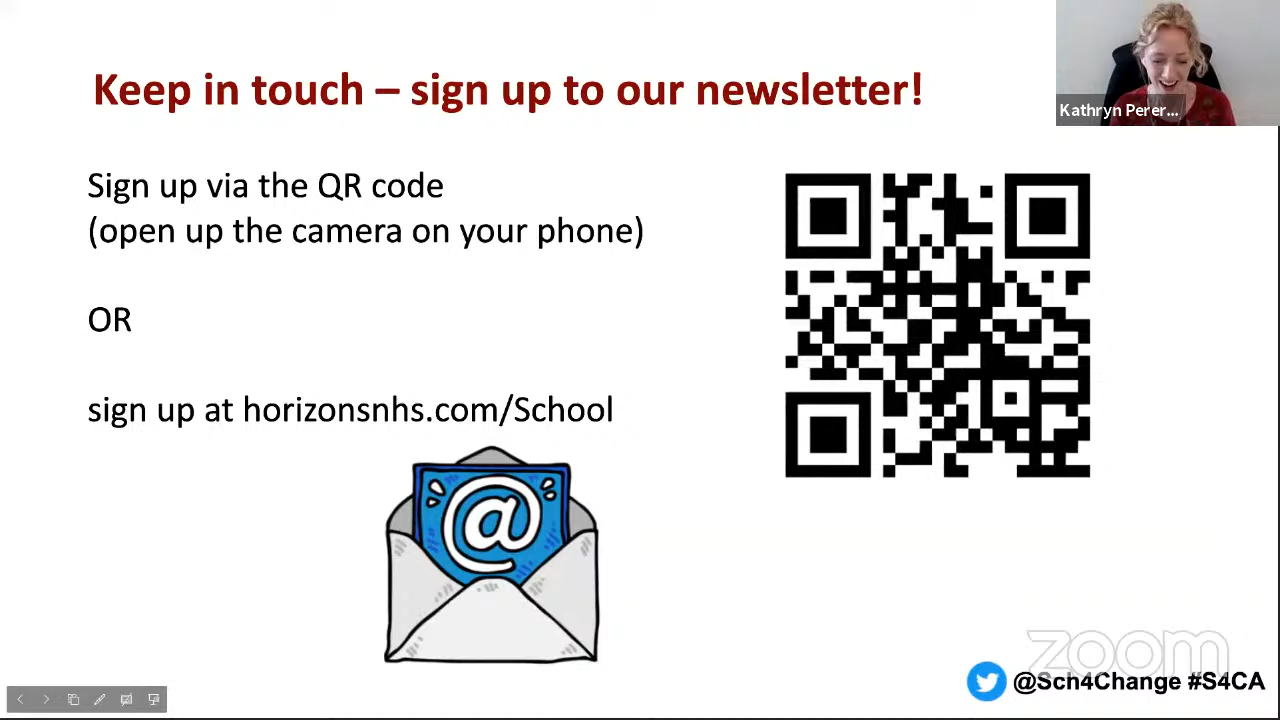 Keep in touch – sign up to our newsletter!
Kathryn Perer...
Sign up via the QR code
(open up the camera on your phone)
OR
sign up at horizonsnhs.com/School
@
zoom
@Sch4Change #S4CA